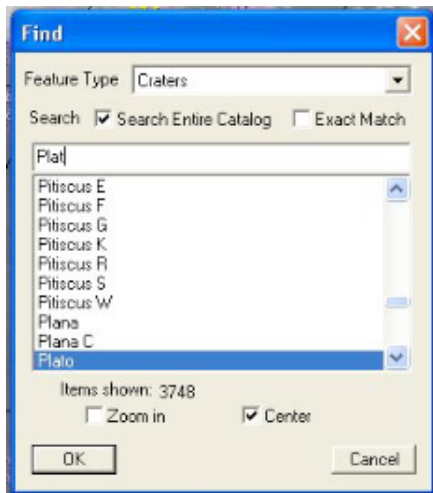 Find
Feature Type Craters
Search Search Entire Catalog Exact Match
Plat
Pitiscus E
Pitiscus F
Pitiscus G
Pitiscus K
Pitiscus R
Pitiscus S
Pitiscus W
Plana
Plana C
Plato
Items shown: 3748
Zoom in Center
OK Cancel